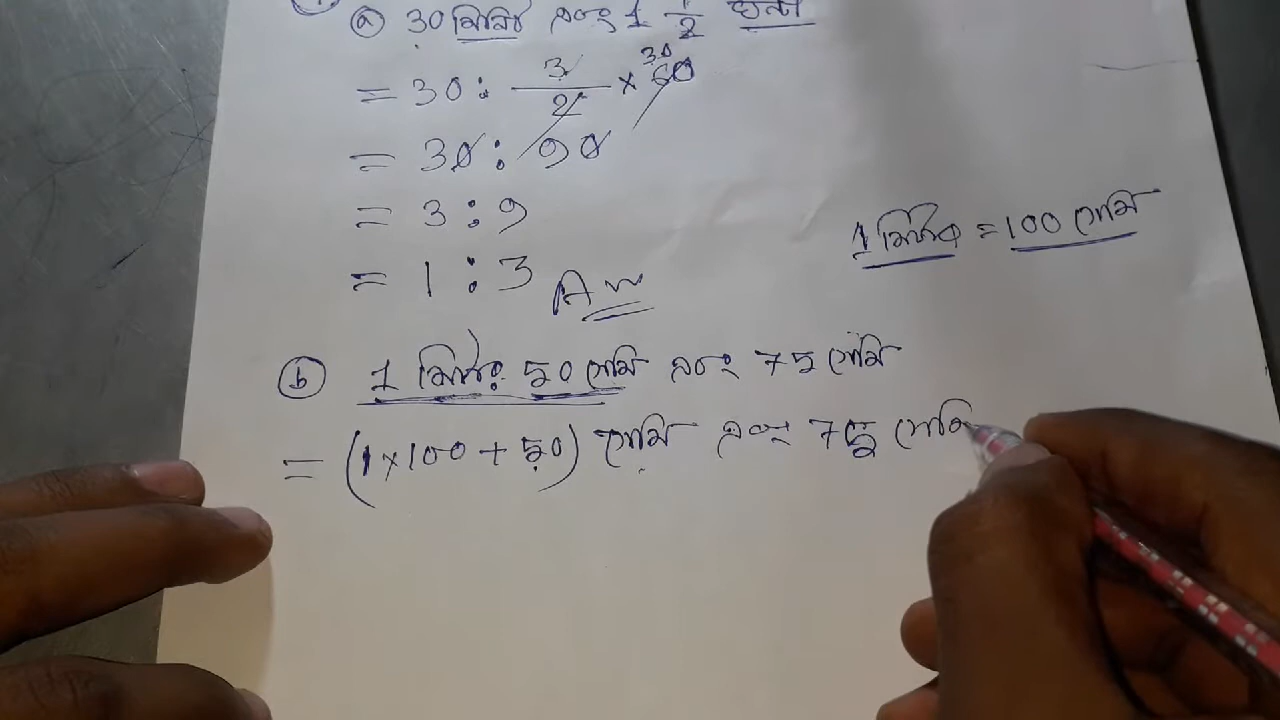 ⓐ 30 মিনিট এবং 1 1/2 ঘন্টা
= 30 : 3/2 × 60 30
= 30 : 90
= 3 : 9
= 1 : 3 Ans
1 মিটার = 100 সেমি
ⓑ 1 মিটার 50 সেমি এবং 75 সেমি
= (1×100 + 50) সেমি এবং 75 সেমি